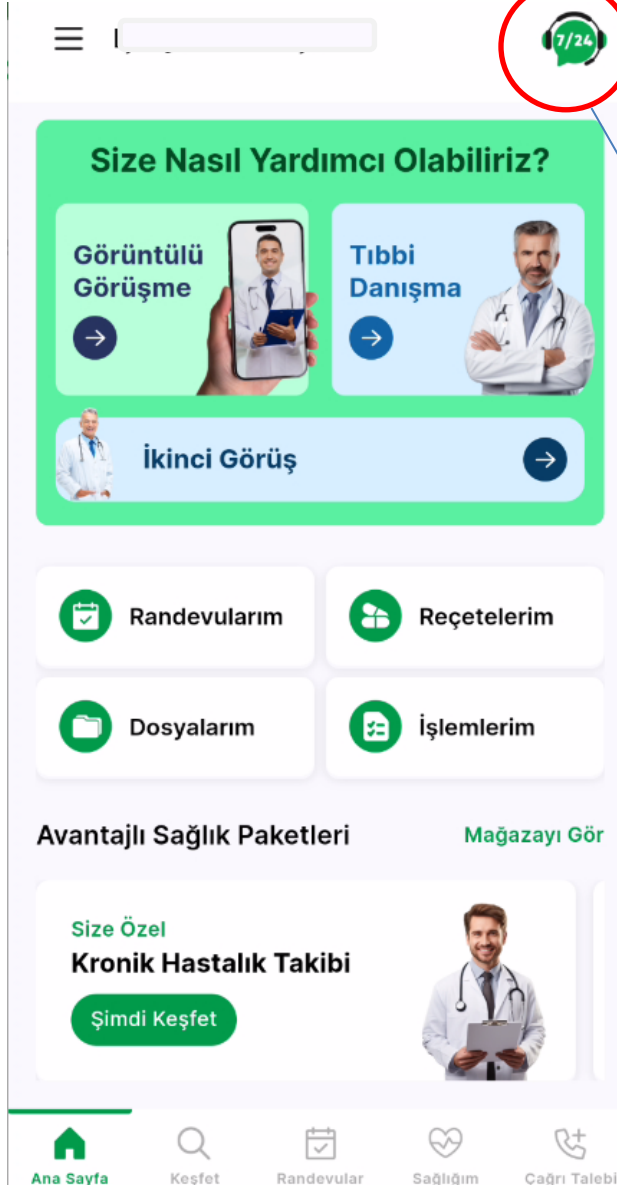 7/24
Size Nasıl Yardımcı Olabiliriz?
Görüntülü
Görüşme
Tıbbi
Danışma
İkinci Görüş
Randevularım
Reçetelerim
Dosyalarım
İşlemlerim
Avantajlı Sağlık Paketleri
Mağazayı Gör
Size Özel
Kronik Hastalık Takibi
Şimdi Keşfet
Ana Sayfa
Keşfet
Randevular
Sağlığım
Çağrı Talebi